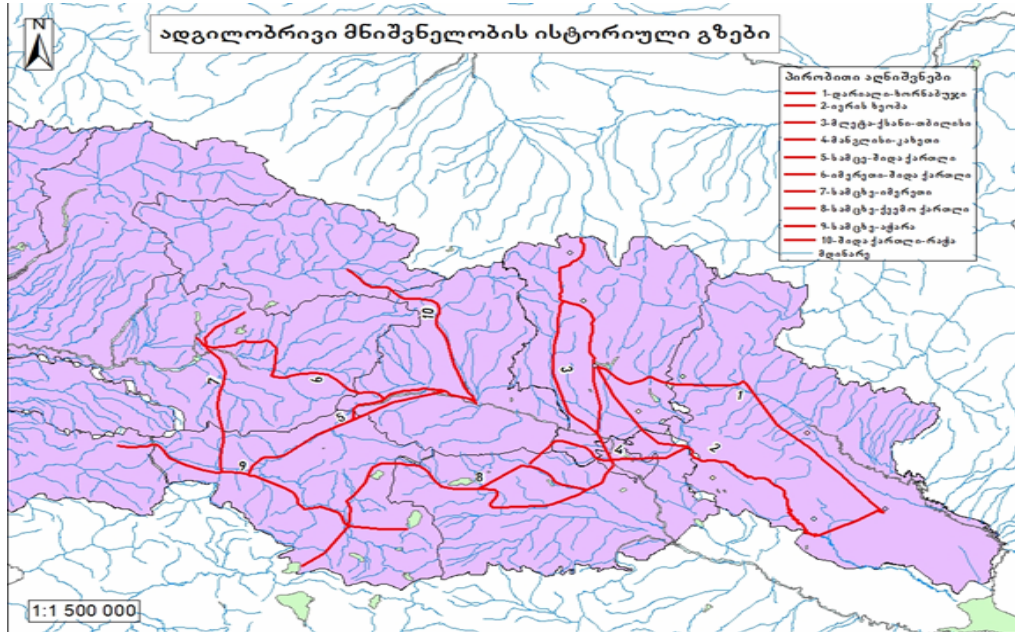 N
ადგილობრივი მნიშვნელობის ისტორიული გზები
პირობითი აღნიშვნები
1-დარიალი-ხორნაბუჯი
2-ივრის ხეობა
3-მლეტა-ქსანი-თბილისი
4-მანგლისი-კახეთი
5-სამცხე-შიდა ქართლი
6-იმერეთი-შიდა ქართლი
7-სამცხე-იმერეთი
8-სამცხე-ქვემო ქართლი
9-სამცხე-აჭარა
10-შიდა ქართლი-რაჭა
მდინარე
10
7
6
3
1
5
4
2
9
8
1:1 500 000